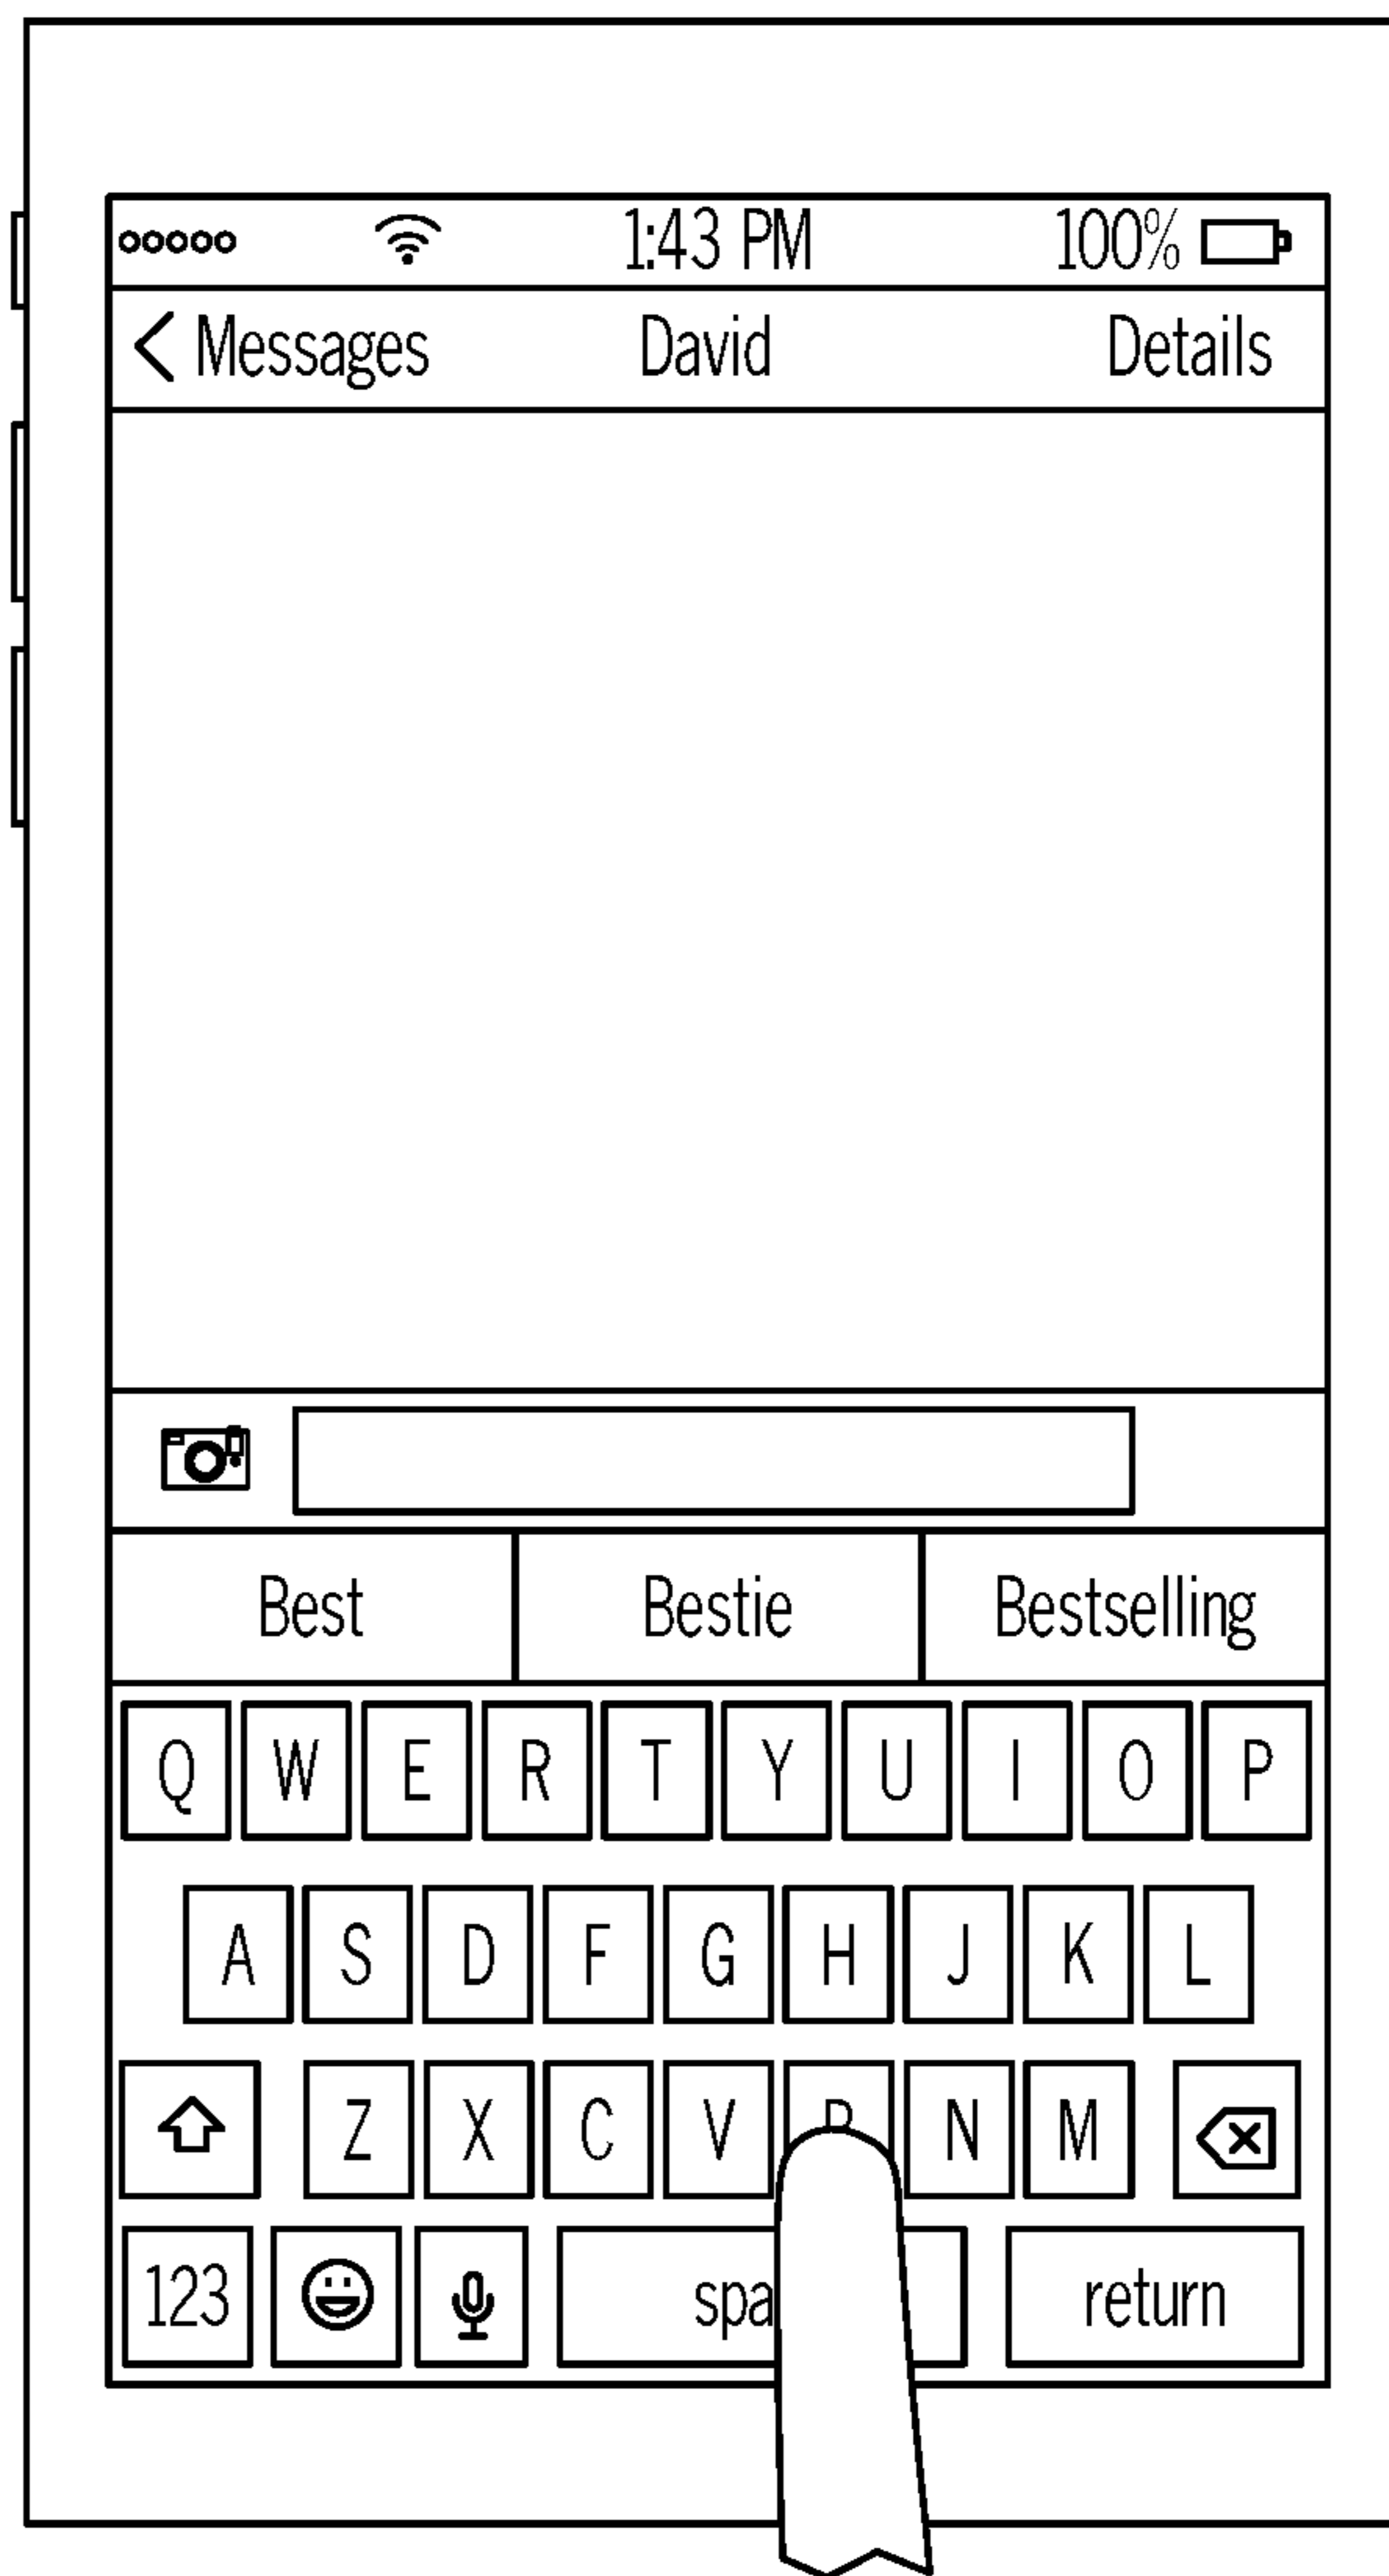 1:43 PM 100%
Messages David Details
Best Bestie Bestselling
Q W E R T Y U I O P
A S D F G H J K L
Z X C V N M
123 return